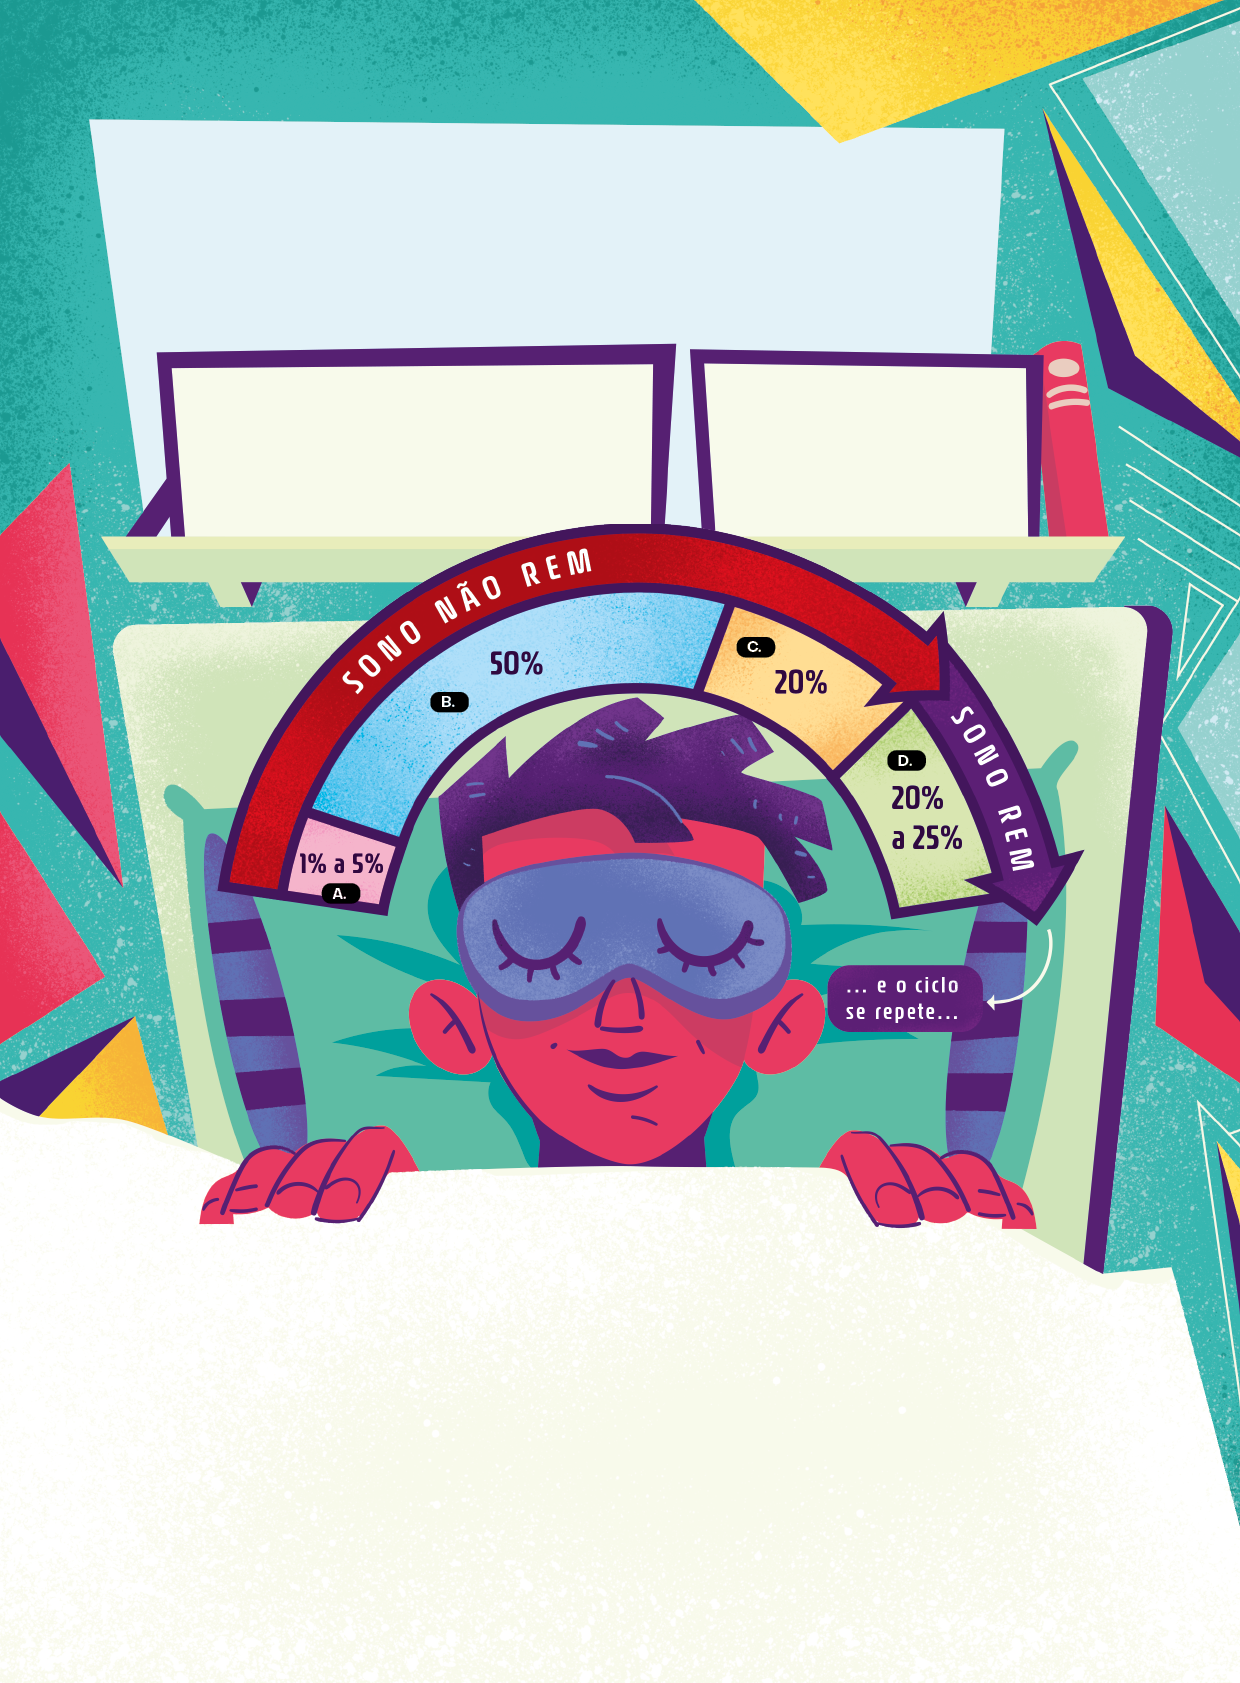 SONO NÃO REM
50%
B.
C.
20%
SONO REM
D.
20%
a 25%
1% a 5%
A.
... e o ciclo
se repete...